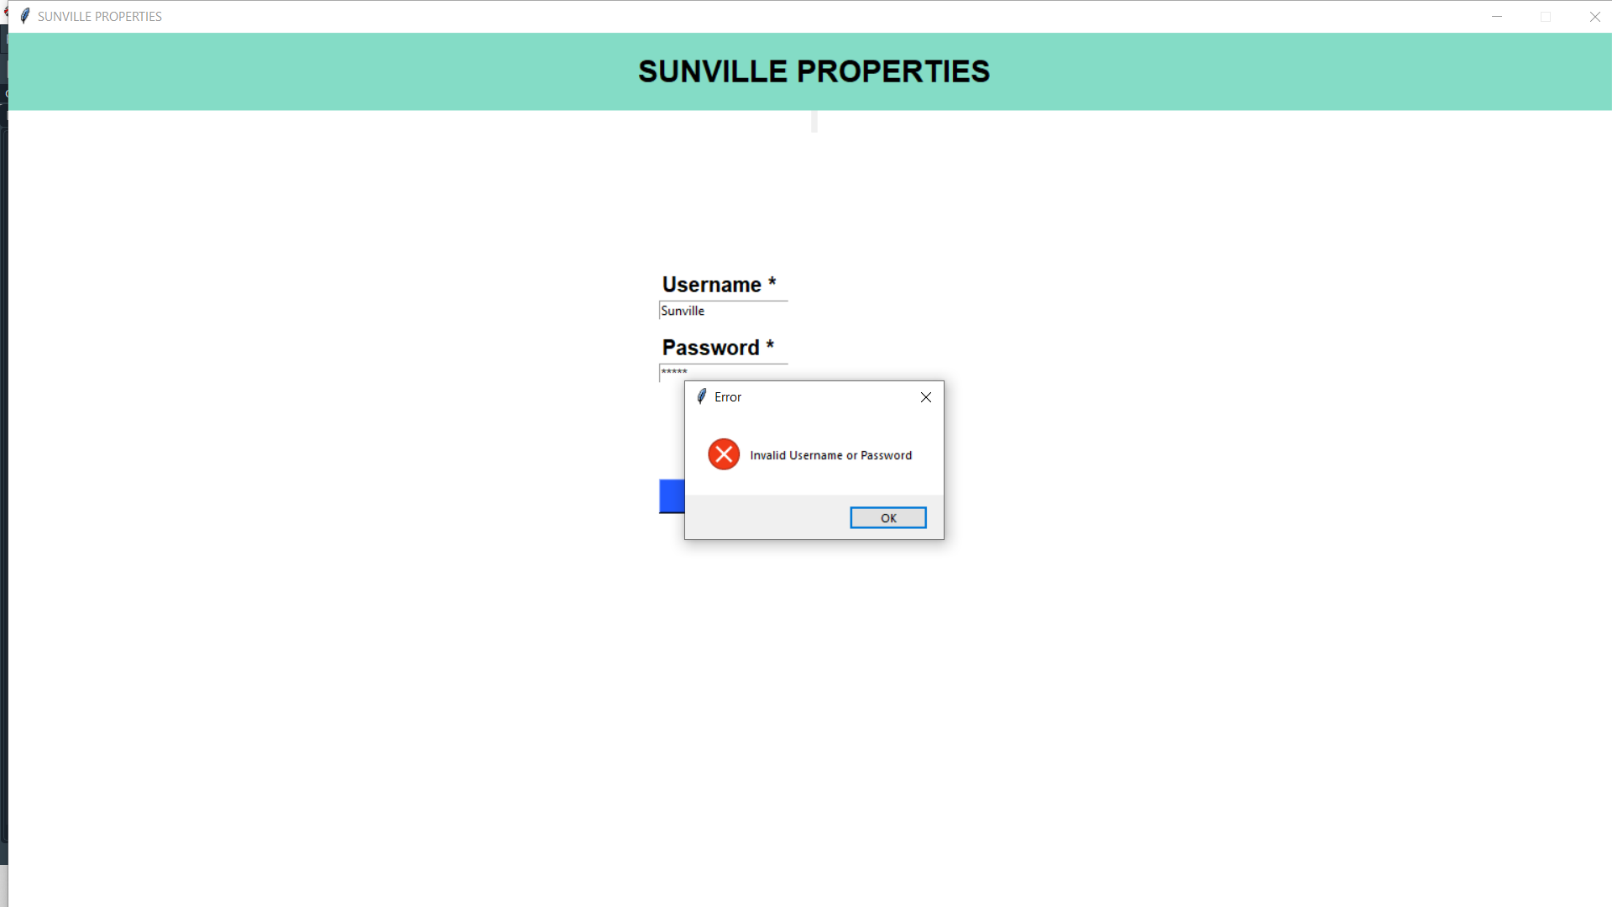 SUNVILLE PROPERTIES
SUNVILLE PROPERTIES
Username *
Sunville
Password *
*****
Error
Invalid Username or Password
OK